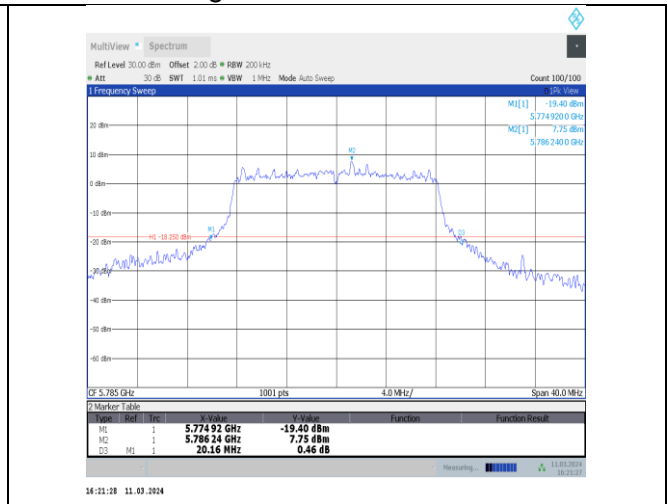 MultiView Spectrum
Ref Level 30.00 dBm Offset 2.00 dB RBW 200 kHz
Att 30 dB SWT 1.01 ms VBW 1 MHz Mode Auto Sweep Count 100/100
1 Frequency Sweep 1Pk View
M1[1] -19.40 dBm
5.7749200 GHz
M2[1] 7.75 dBm
5.7862400 GHz
20 dBm
M2
10 dBm
0 dBm
-10 dBm
M1
H1 -18.250 dBm
D3
-20 dBm
-30 dBm
-40 dBm
-50 dBm
-60 dBm
CF 5.785 GHz 1001 pts 4.0 MHz/ Span 40.0 MHz
2 Marker Table
Type Ref Trc X-Value Y-Value Function Function Result
M1 1 5.774 92 GHz -19.40 dBm
M2 1 5.786 24 GHz 7.75 dBm
D3 M1 1 20.16 MHz 0.46 dB
Measuring... 11.03.2024
16:21:27
16:21:28 11.03.2024